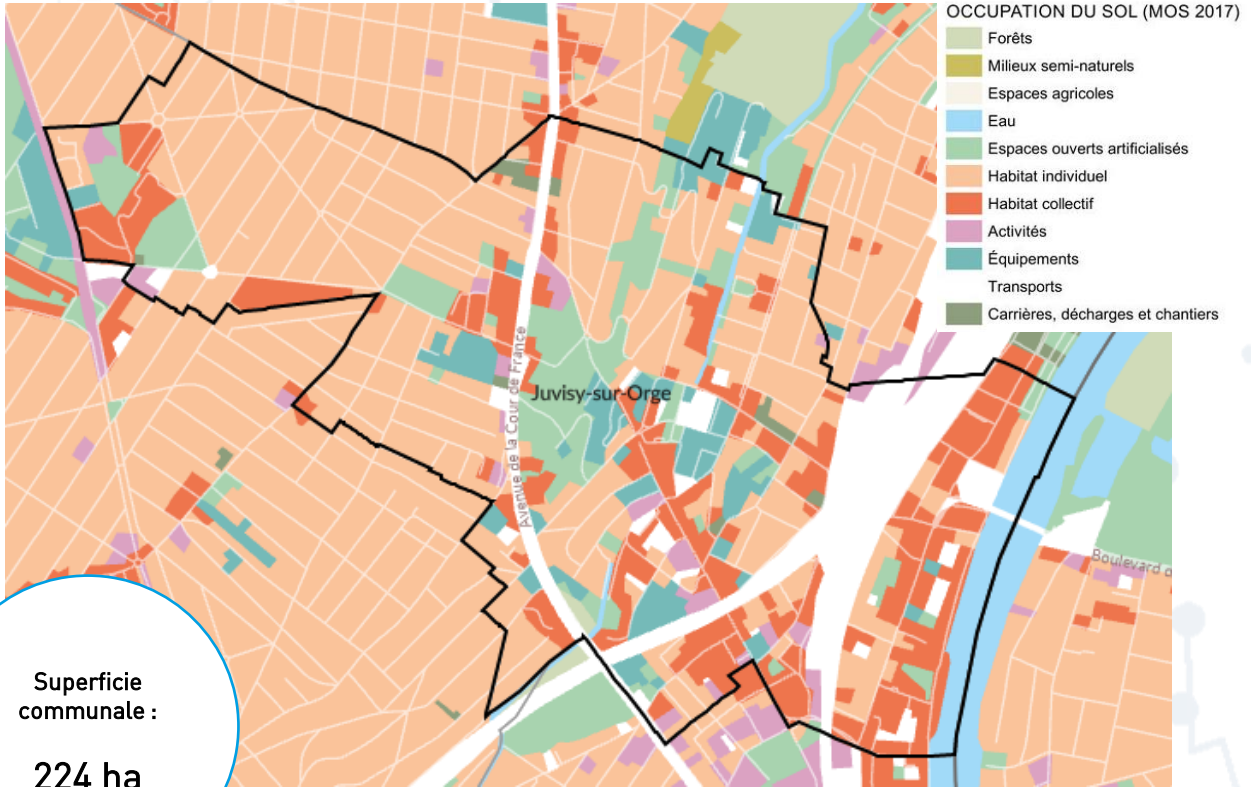 OCCUPATION DU SOL (MOS 2017)
Forêts
Milieux semi-naturels
Espaces agricoles
Eau
Espaces ouverts artificialisés
Habitat individuel
Habitat collectif
Activités
Équipements
Transports
Carrières, décharges et chantiers
Juvisy-sur-Orge
Avenue de la Cour de France
Boulevard d
Superficie
communale :
224 ha